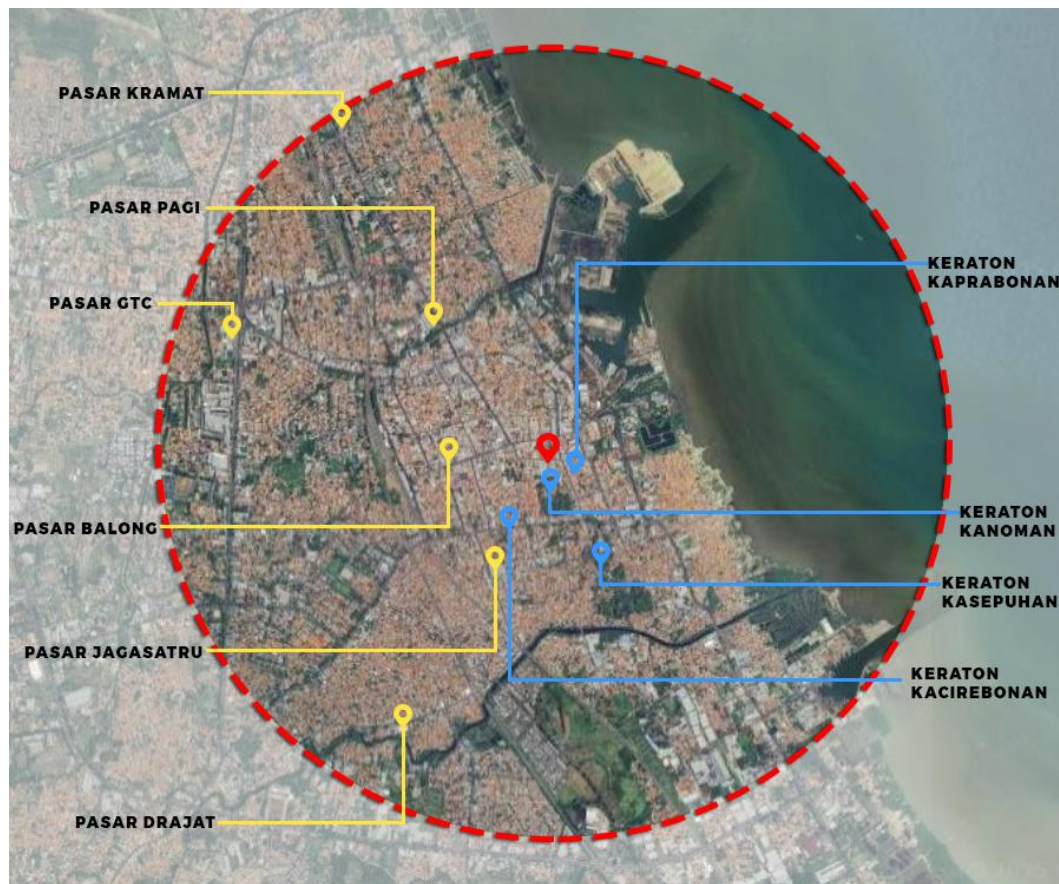 PASAR KRAMAT
PASAR PAGI
PASAR GTC
PASAR BALONG
PASAR JAGASATRU
PASAR DRAJAT
KERATON
KAPRABONAN
KERATON
KANOMAN
KERATON
KASEPUHAN
KERATON
KACIREBONAN